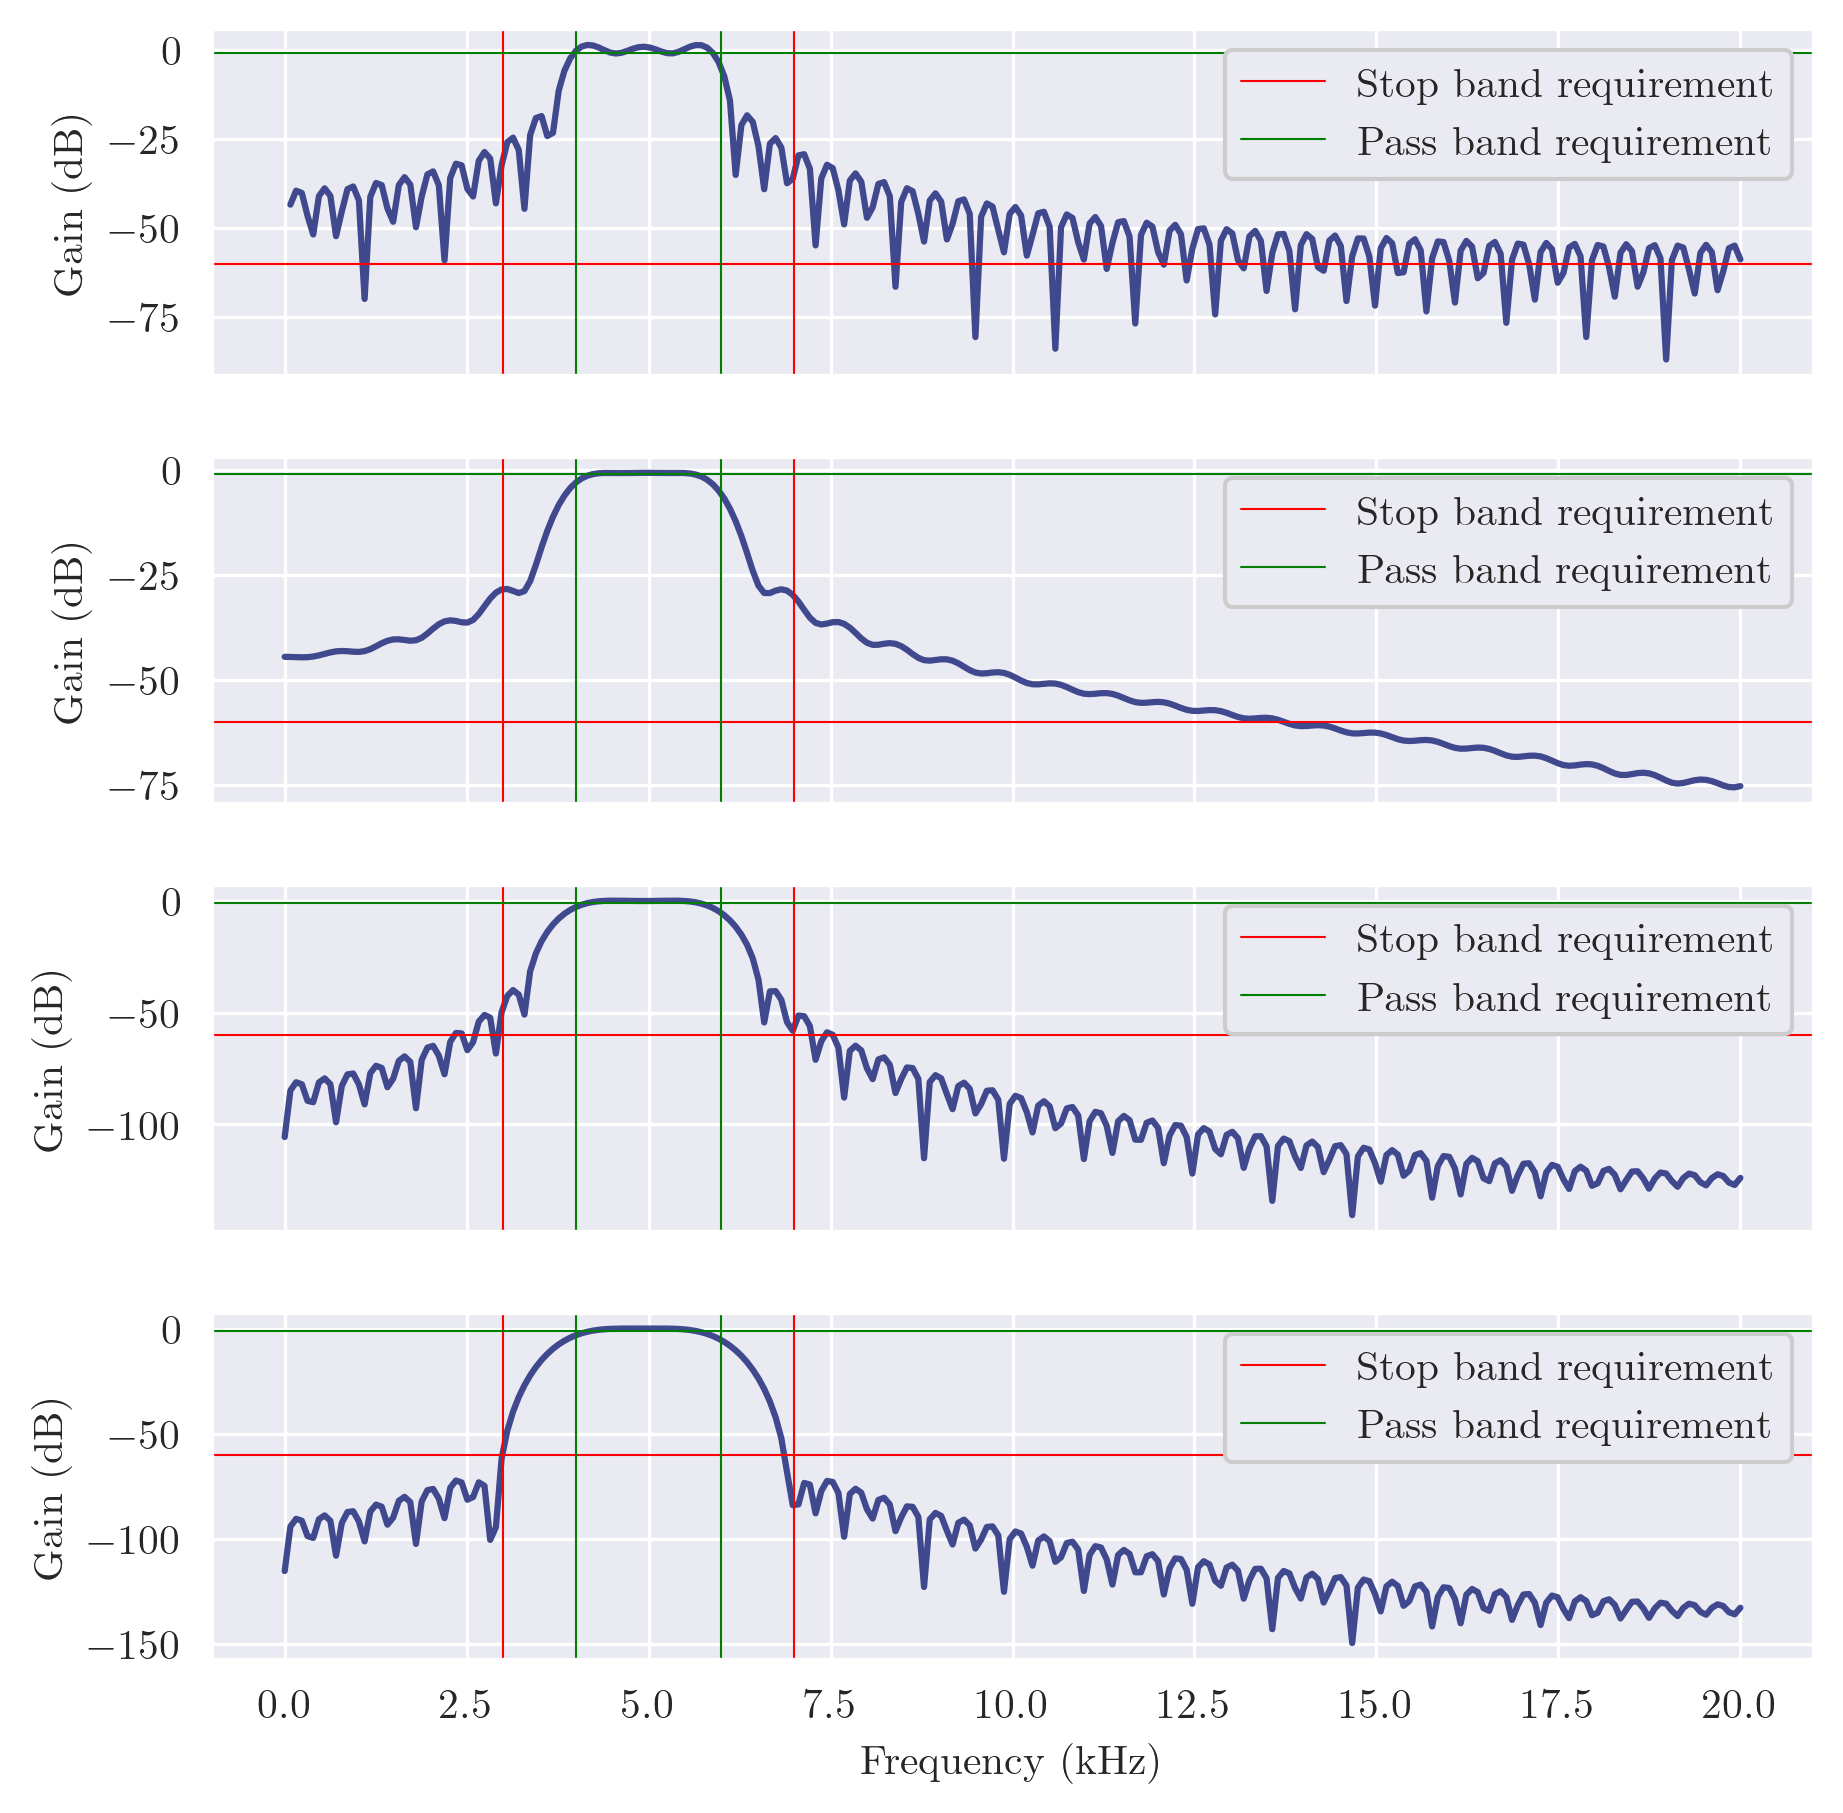 0
−25
−50
−75
Gain (dB)
Stop band requirement
Pass band requirement
0
−25
−50
−75
Gain (dB)
Stop band requirement
Pass band requirement
0
−50
−100
Gain (dB)
Stop band requirement
Pass band requirement
0
−50
−100
−150
Gain (dB)
Stop band requirement
Pass band requirement
0.0 2.5 5.0 7.5 10.0 12.5 15.0 17.5 20.0
Frequency (kHz)